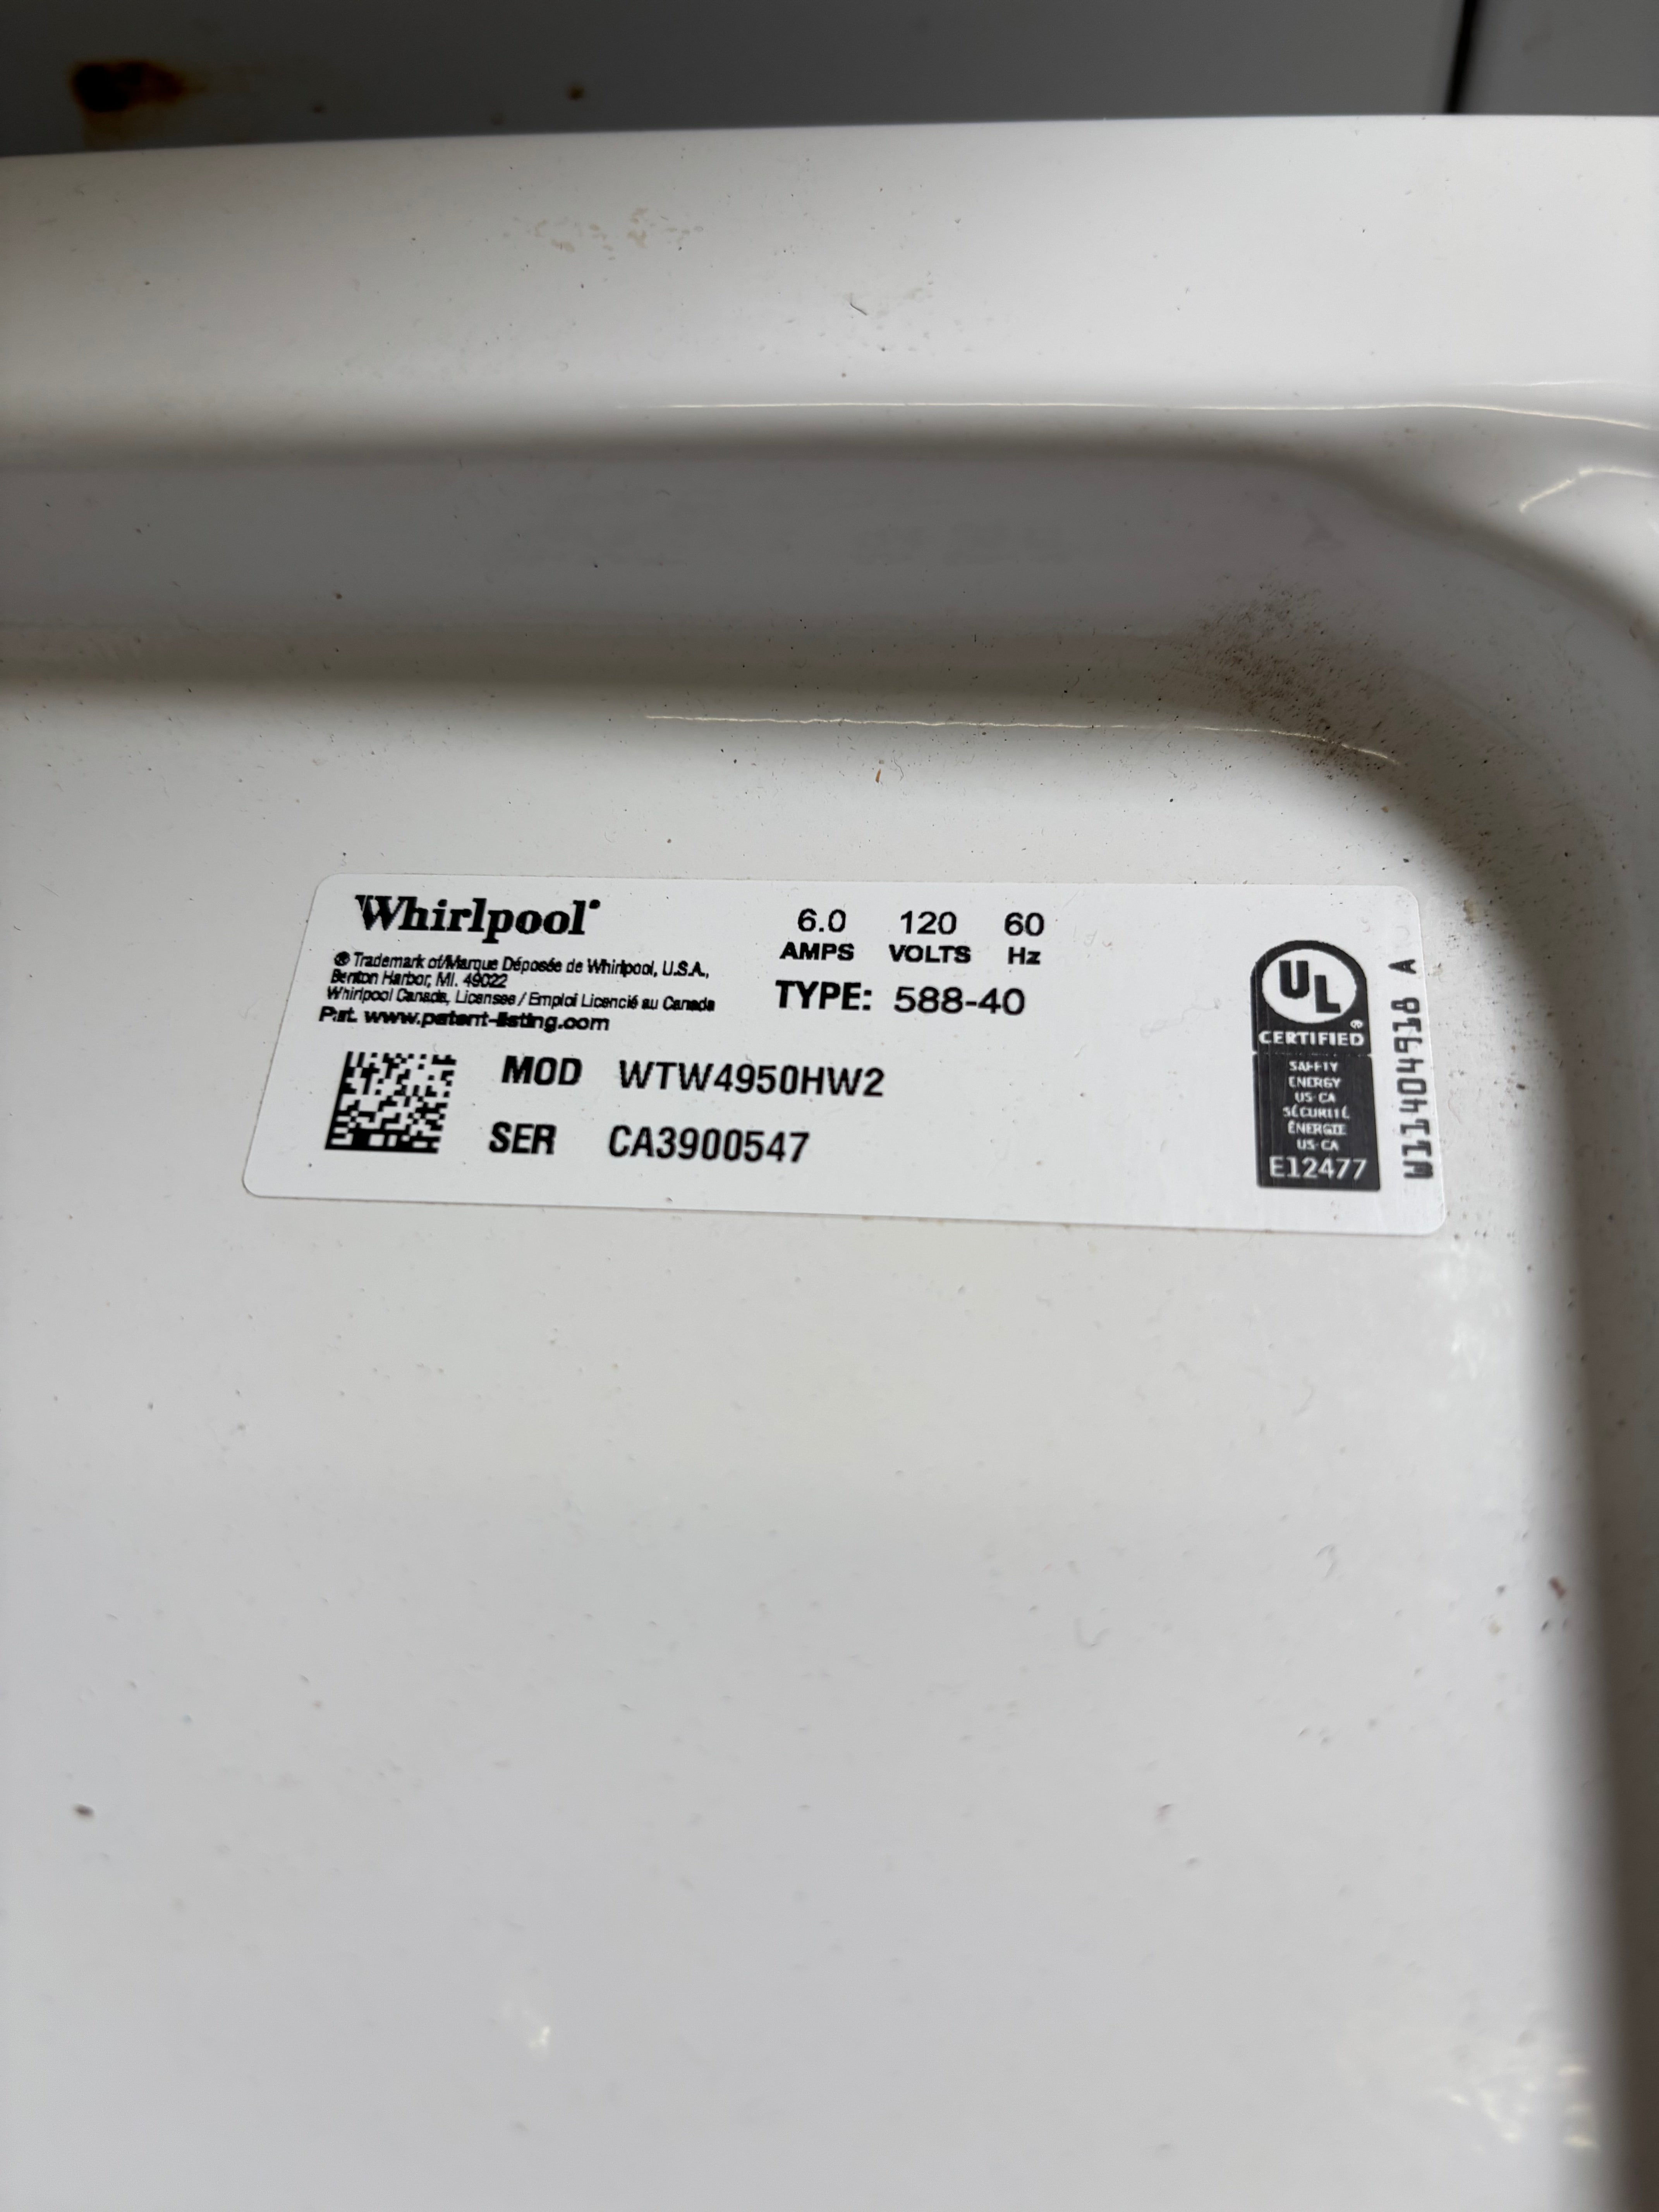 Whirlpool®
® Trademark of/Marque Déposée de Whirlpool, U.S.A.,
Benton Harbor, MI. 49022
Whirlpool Canada, Licensee / Emploi Licencié au Canada
Pat. www.patent-listing.com
6.0 120 60
AMPS VOLTS Hz
TYPE: 588-40
MOD WTW4950HW2
SER CA3900547
UL
®
CERTIFIED
SAFETY
ENERGY
US·CA
SÉCURITÉ
ÉNERGIE
US·CA
E12477
W11404918 A